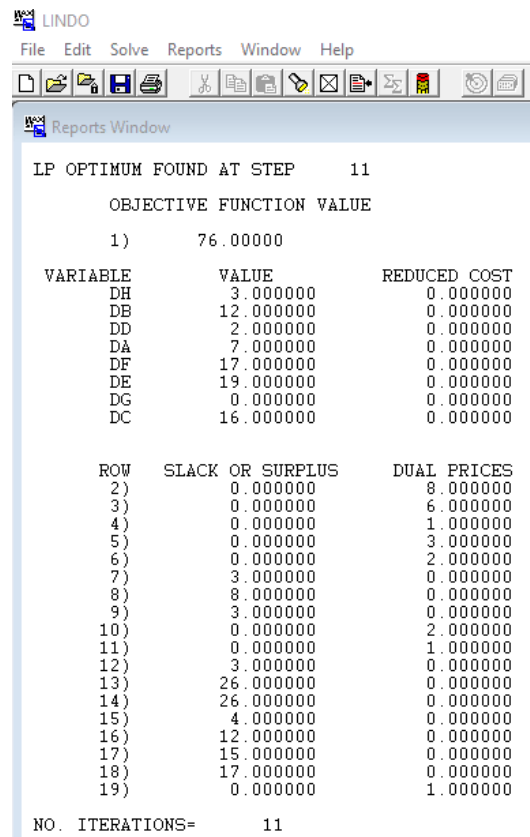 LINDO
File Edit Solve Reports Window Help
Reports Window
LP OPTIMUM FOUND AT STEP 11
OBJECTIVE FUNCTION VALUE
1) 76.00000
VARIABLE VALUE REDUCED COST
DH 3.000000 0.000000
DB 12.000000 0.000000
DD 2.000000 0.000000
DA 7.000000 0.000000
DF 17.000000 0.000000
DE 19.000000 0.000000
DG 0.000000 0.000000
DC 16.000000 0.000000
ROW SLACK OR SURPLUS DUAL PRICES
2) 0.000000 8.000000
3) 0.000000 6.000000
4) 0.000000 1.000000
5) 0.000000 3.000000
6) 0.000000 2.000000
7) 3.000000 0.000000
8) 8.000000 0.000000
9) 3.000000 0.000000
10) 0.000000 2.000000
11) 0.000000 1.000000
12) 3.000000 0.000000
13) 26.000000 0.000000
14) 26.000000 0.000000
15) 4.000000 0.000000
16) 12.000000 0.000000
17) 15.000000 0.000000
18) 17.000000 0.000000
19) 0.000000 1.000000
NO. ITERATIONS= 11